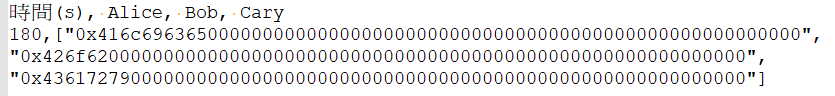 時間(s), Alice, Bob, Cary
180,["0x416c696365000000000000000000000000000000000000000000000000000000",
"0x426f620000000000000000000000000000000000000000000000000000000000",
"0x4361727900000000000000000000000000000000000000000000000000000000"]